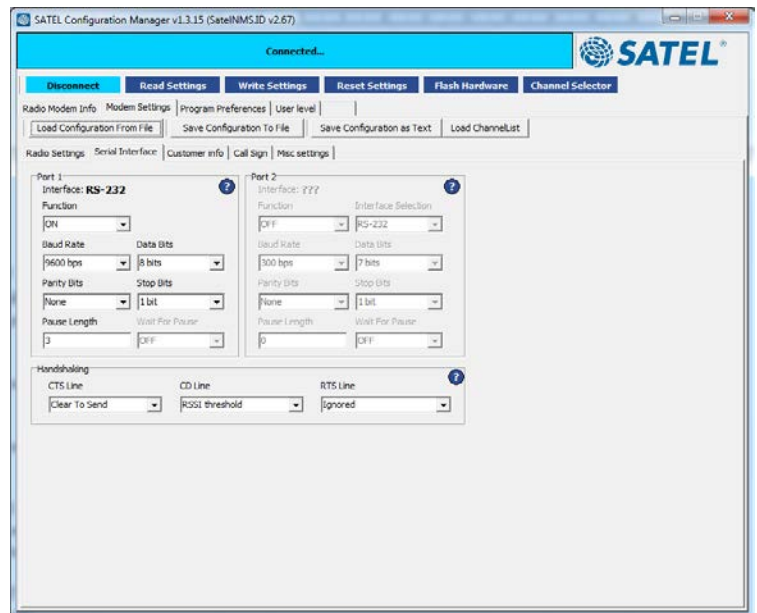 SATEL Configuration Manager v1.3.15 (SatelNMS.ID v2.67)
Connected...
SATEL
Disconnect Read Settings Write Settings Reset Settings Flash Hardware Channel Selector
Radio Modem Info Modem Settings Program Preferences User level
Load Configuration From File Save Configuration To File Save Configuration as Text Load ChannelList
Radio Settings Serial Interface Customer info Call Sign Misc settings
Port 1 Port 2
Interface: RS-232 ? Interface: ??? ?
Function Function Interface Selection
ON OFF RS-232
Baud Rate Data Bits Baud Rate Data Bits
9600 bps 8 bits 300 bps 7 bits
Parity Bits Stop Bits Parity Bits Stop Bits
None 1 bit None 1 bit
Pause Length Wait For Pause Pause Length Wait For Pause
3 OFF 0 OFF
Handshaking ?
CTS Line CD Line RTS Line
Clear To Send RSSI threshold Ignored